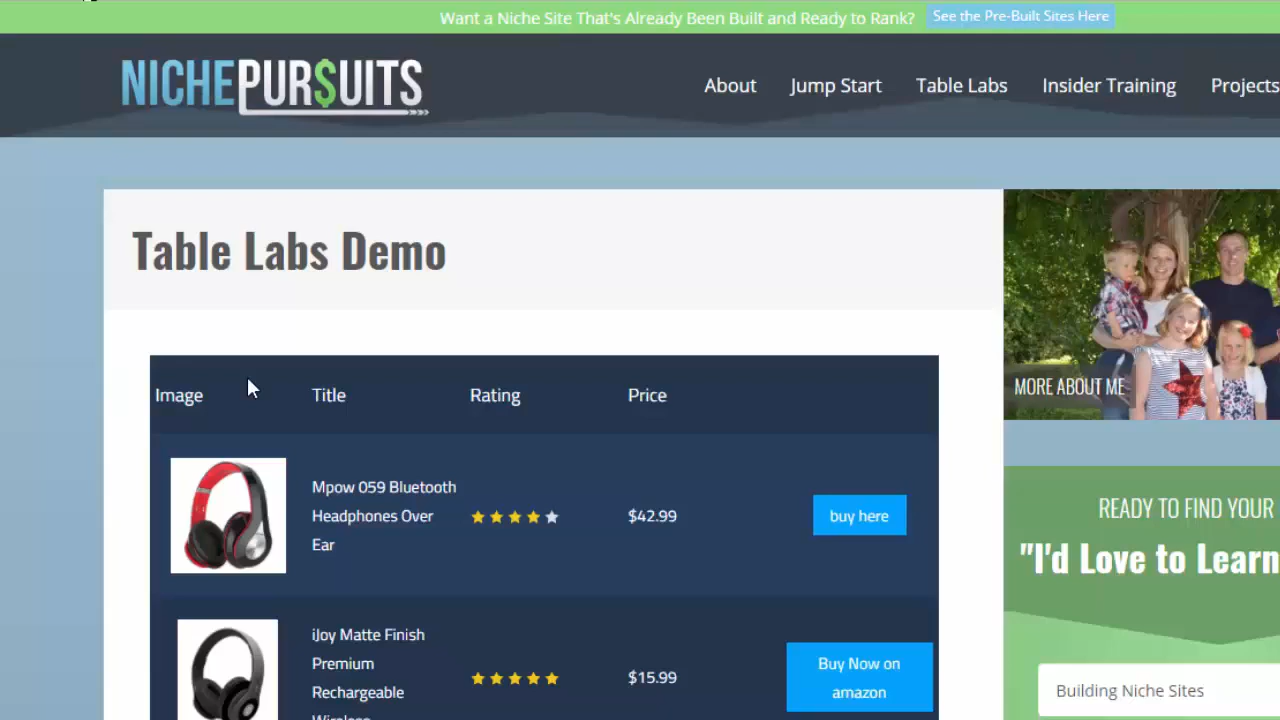 Want a Niche Site That's Already Been Built and Ready to Rank? See the Pre-Built Sites Here
NICHEPUR$UITS
About Jump Start Table Labs Insider Training Projects
Table Labs Demo
MORE ABOUT ME
Image Title Rating Price
Mpow 059 Bluetooth
Headphones Over
Ear
$42.99
buy here
iJoy Matte Finish
Premium
Rechargeable
Wireless
$15.99
Buy Now on
amazon
READY TO FIND YOUR
"I'd Love to Learn
Building Niche Sites